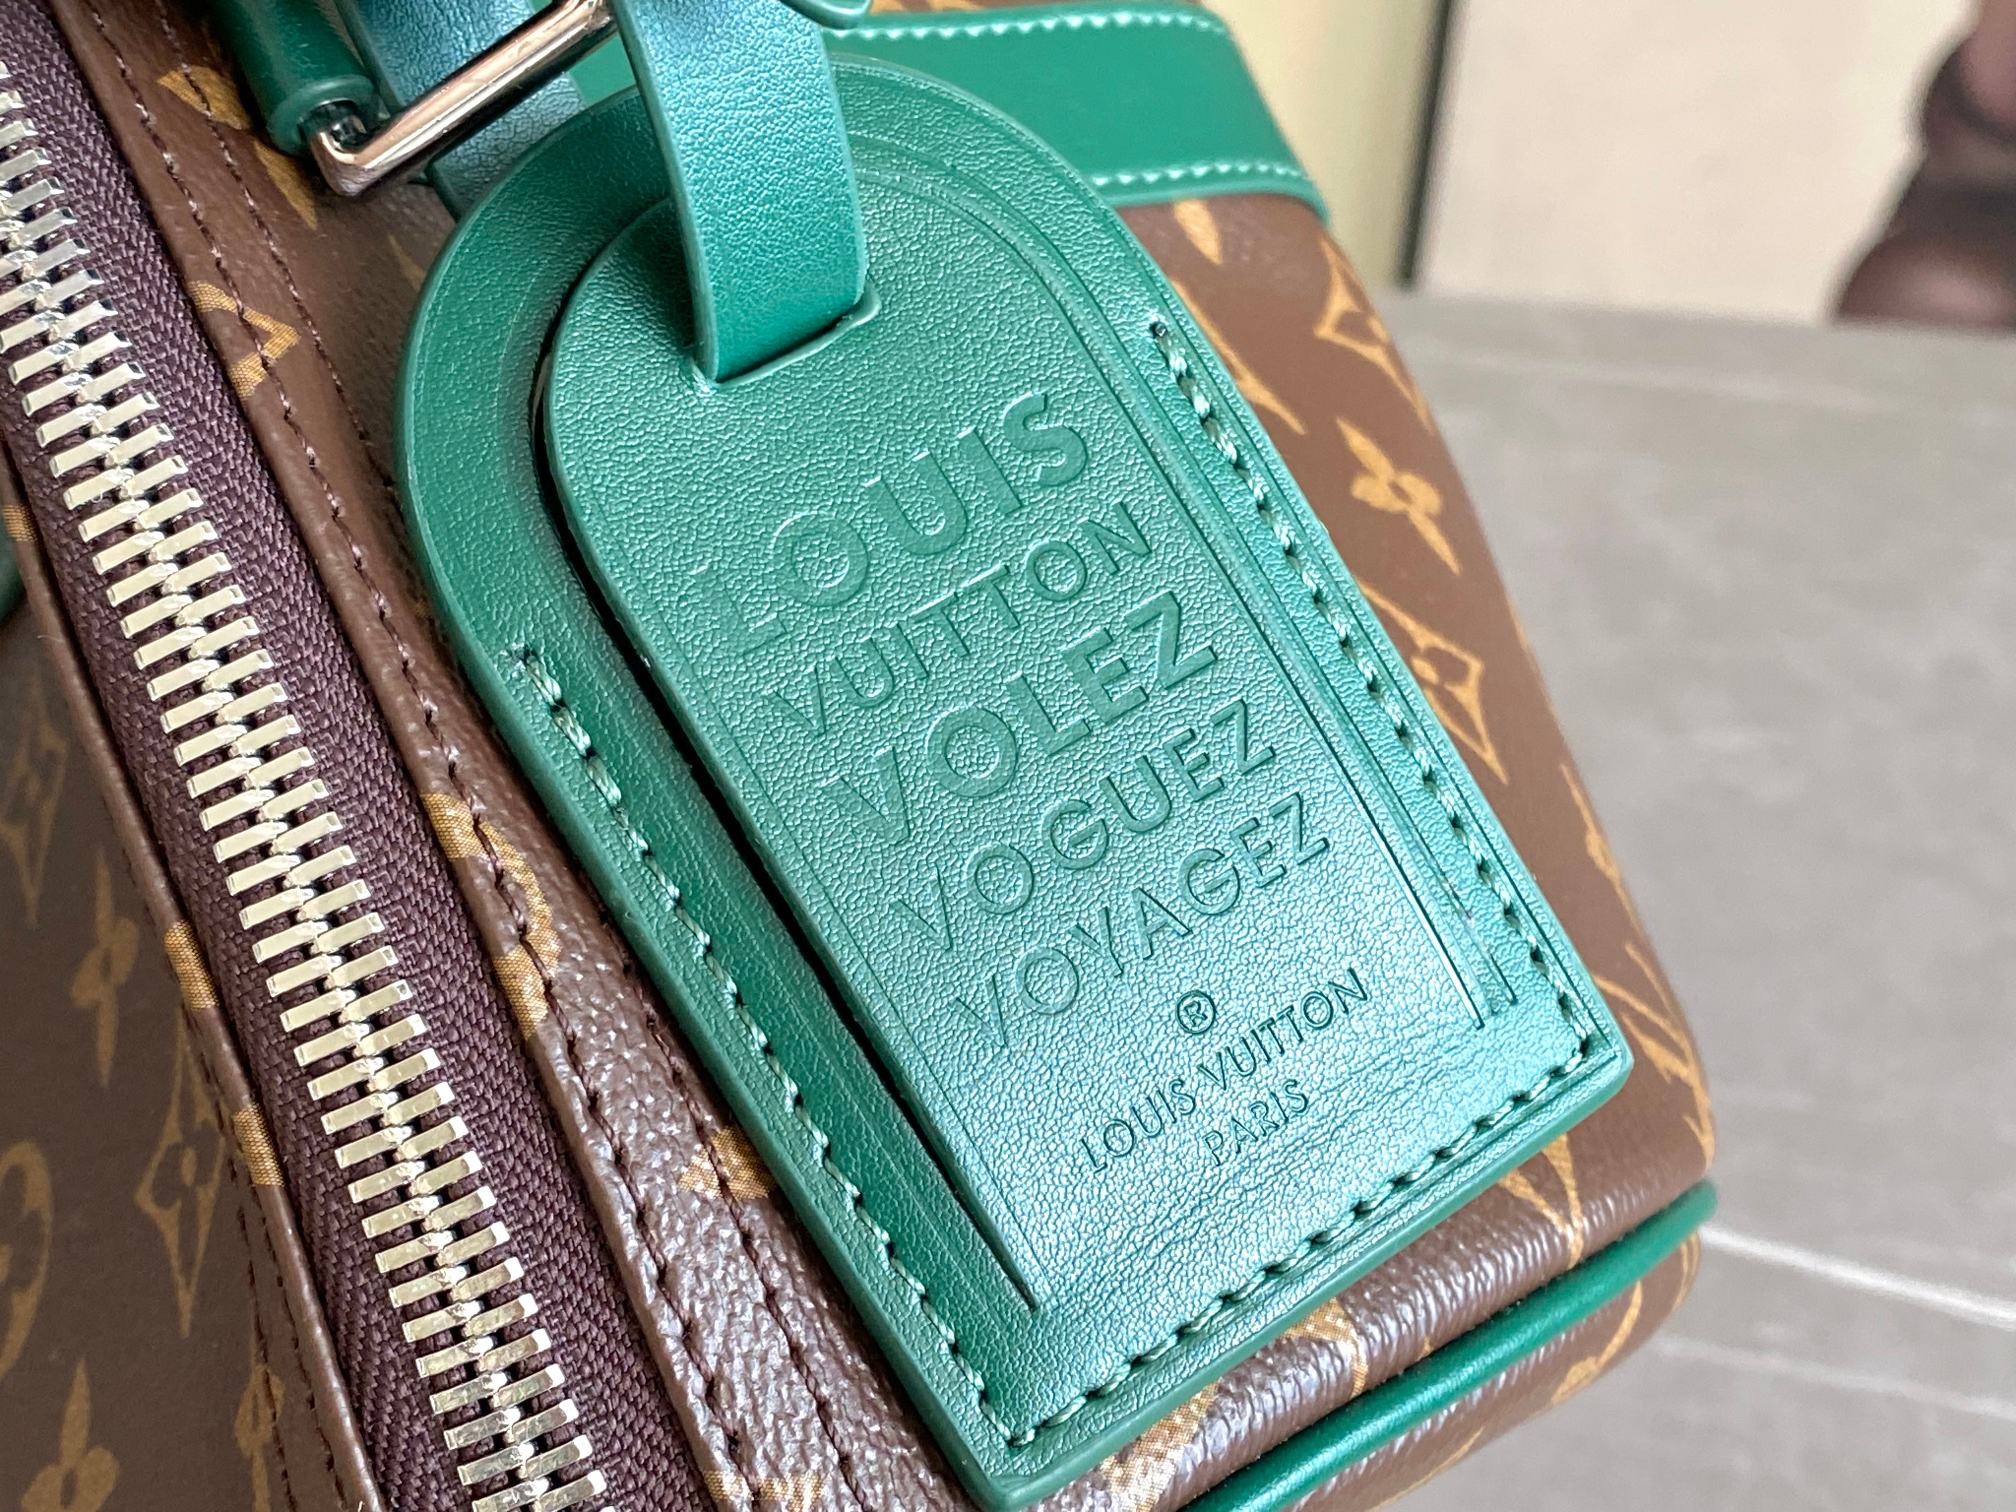 LOUIS
VUITTON
VOLEZ
VOGUEZ
VOYAGEZ
®
LOUIS VUITTON
PARIS